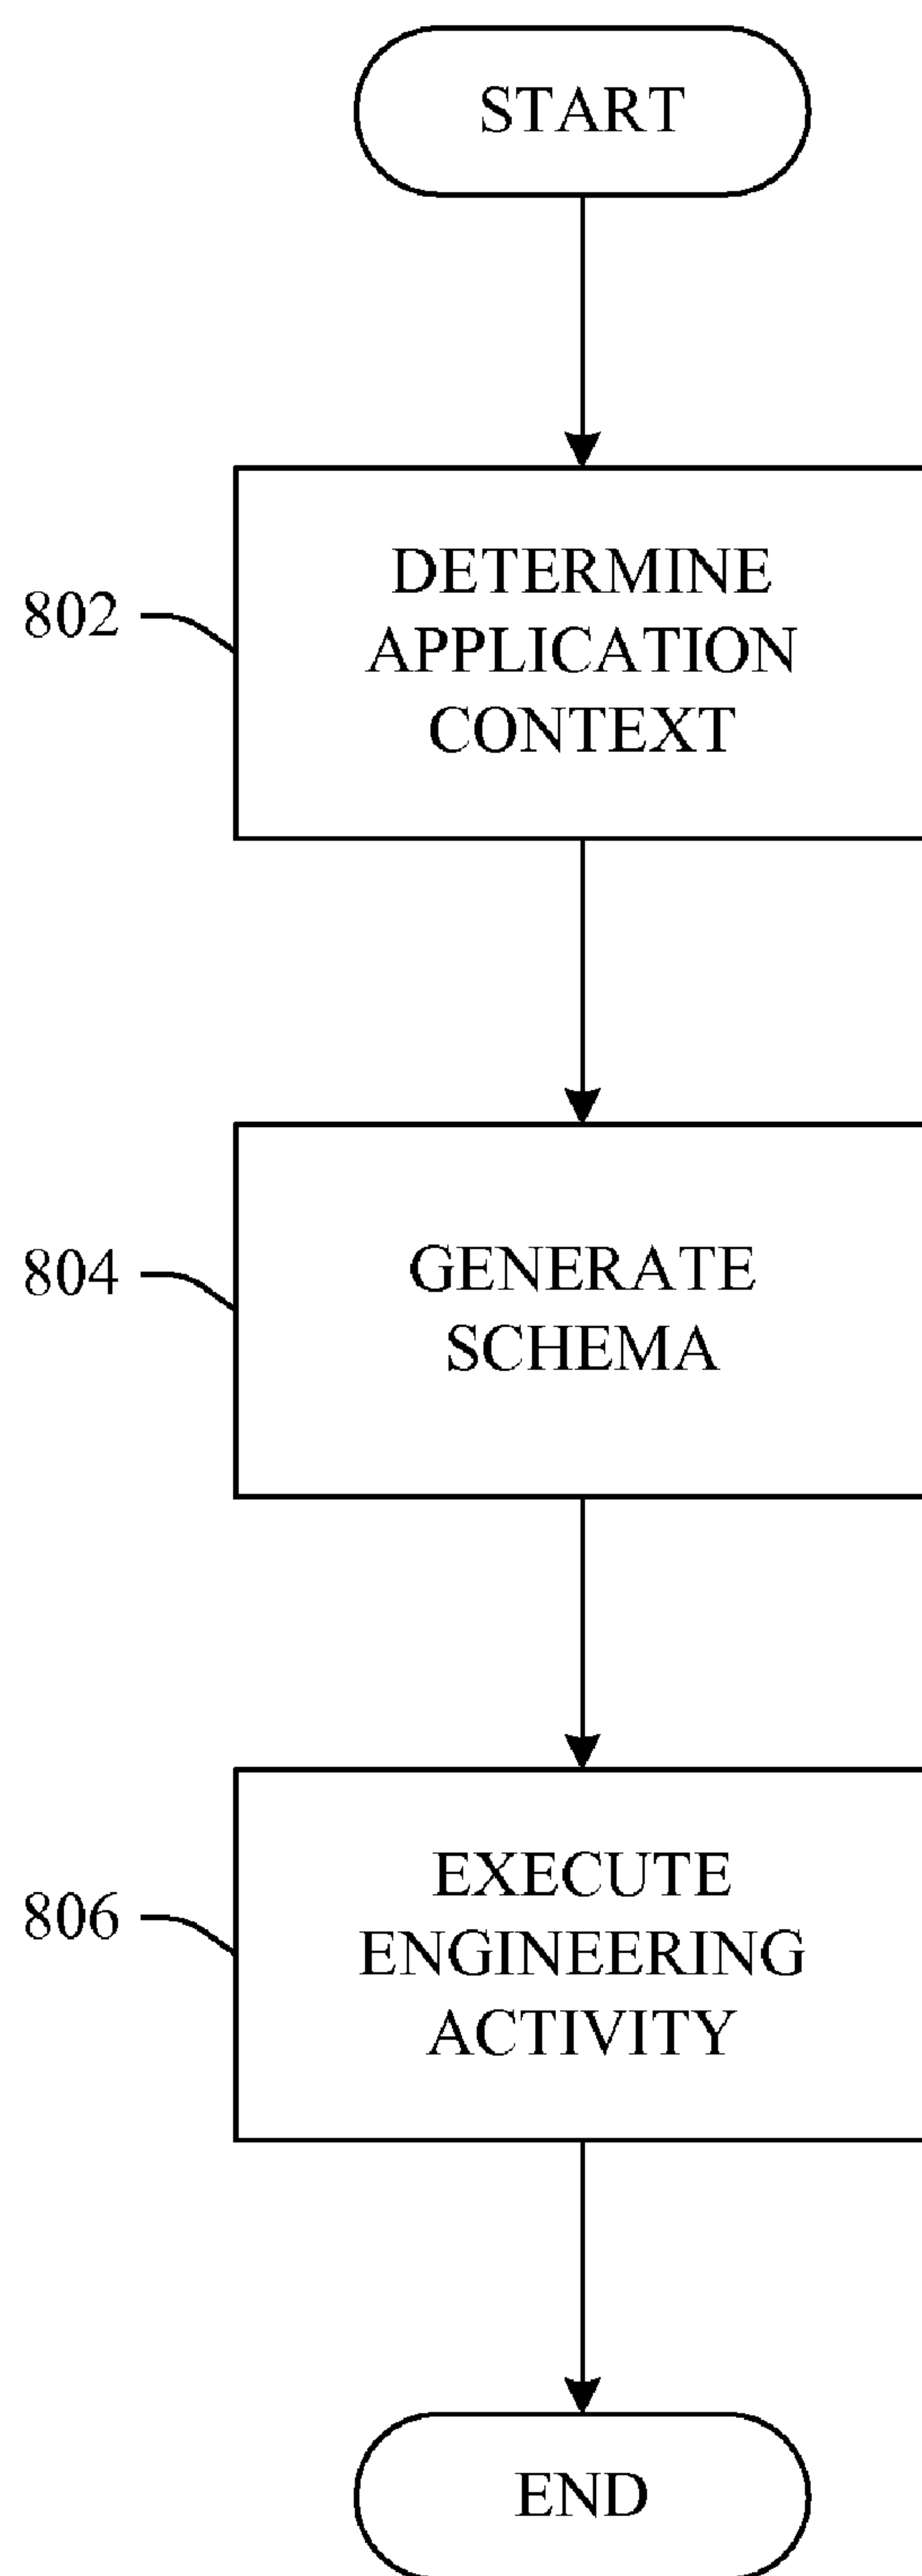 START
DETERMINE
APPLICATION
CONTEXT
802
GENERATE
SCHEMA
804
EXECUTE
ENGINEERING
ACTIVITY
806
END